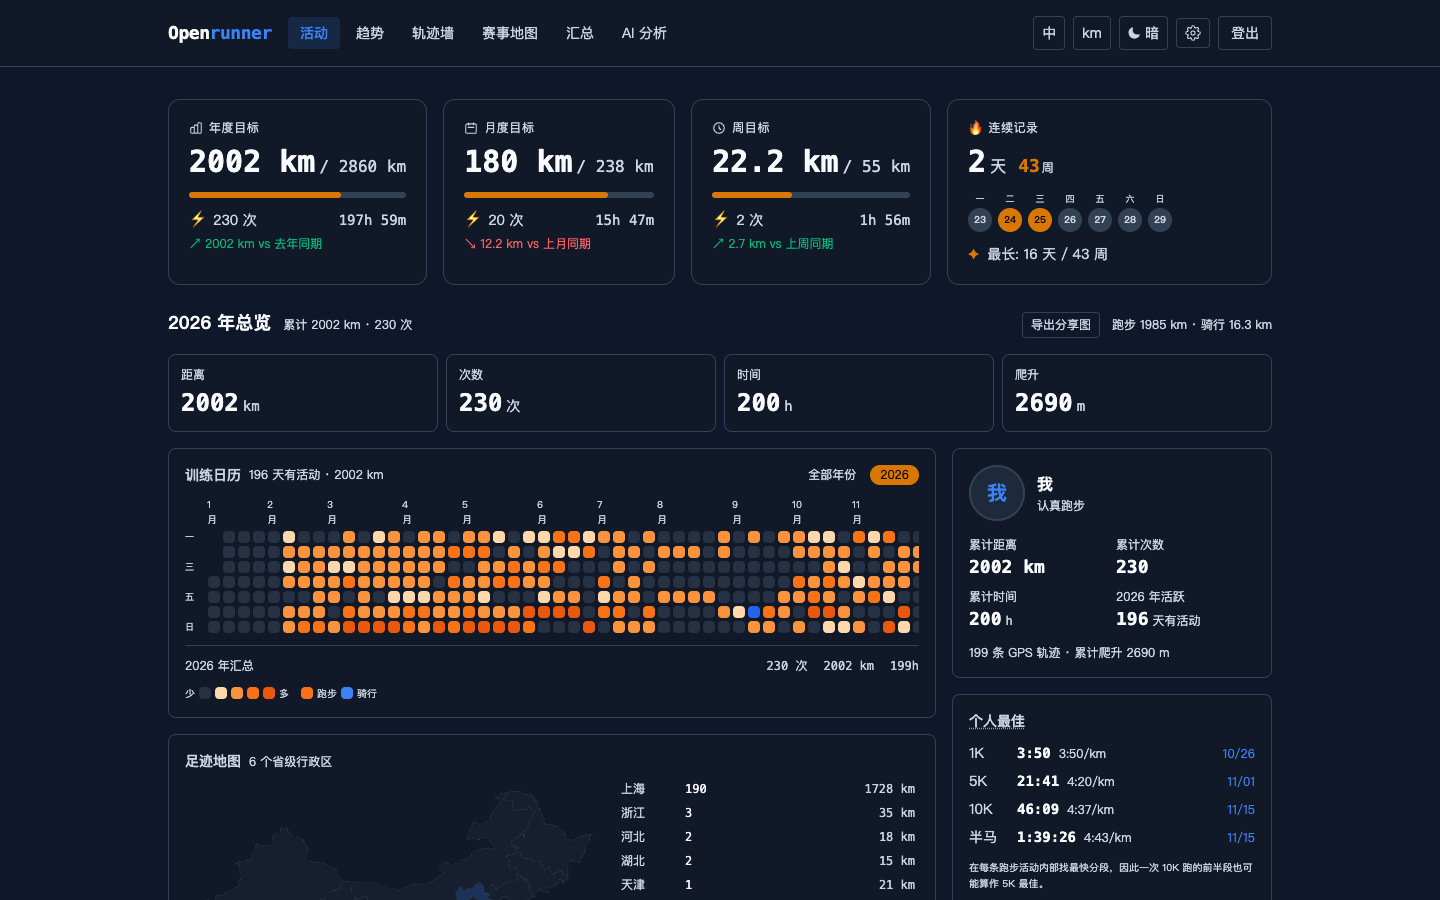 Openrunner 活动 趋势 轨迹墙 赛事地图 汇总 AI 分析 中 km 暗 登出
年度目标
2002 km / 2860 km
230 次 197h 59m
2002 km vs 去年同期
月度目标
180 km / 238 km
20 次 15h 47m
12.2 km vs 上月同期
周目标
22.2 km / 55 km
2 次 1h 56m
2.7 km vs 上周同期
连续记录
2 天 43 周
一 二 三 四 五 六 日
23 24 25 26 27 28 29
最长: 16 天 / 43 周
2026 年总览 累计 2002 km · 230 次 导出分享图 跑步 1985 km · 骑行 16.3 km
距离
2002 km
次数
230 次
时间
200 h
爬升
2690 m
训练日历 196 天有活动 · 2002 km 全部年份 2026
1月 2月 3月 4月 5月 6月 7月 8月 9月 10月 11月
一
三
五
日
2026 年汇总 230 次 2002 km 199h
少 多 跑步 骑行
我 我
认真跑步
累计距离 累计次数
2002 km 230
累计时间 2026 年活跃
200 h 196 天有活动
199 条 GPS 轨迹 · 累计爬升 2690 m
足迹地图 6 个省级行政区
上海 190 1728 km
浙江 3 35 km
河北 2 18 km
湖北 2 15 km
天津 1 21 km
个人最佳
1K 3:50 3:50/km 10/26
5K 21:41 4:20/km 11/01
10K 46:09 4:37/km 11/15
半马 1:39:26 4:43/km 11/15
在每条跑步活动内部找最快分段，因此一次 10K 跑的前半段也可
能算作 5K 最佳。